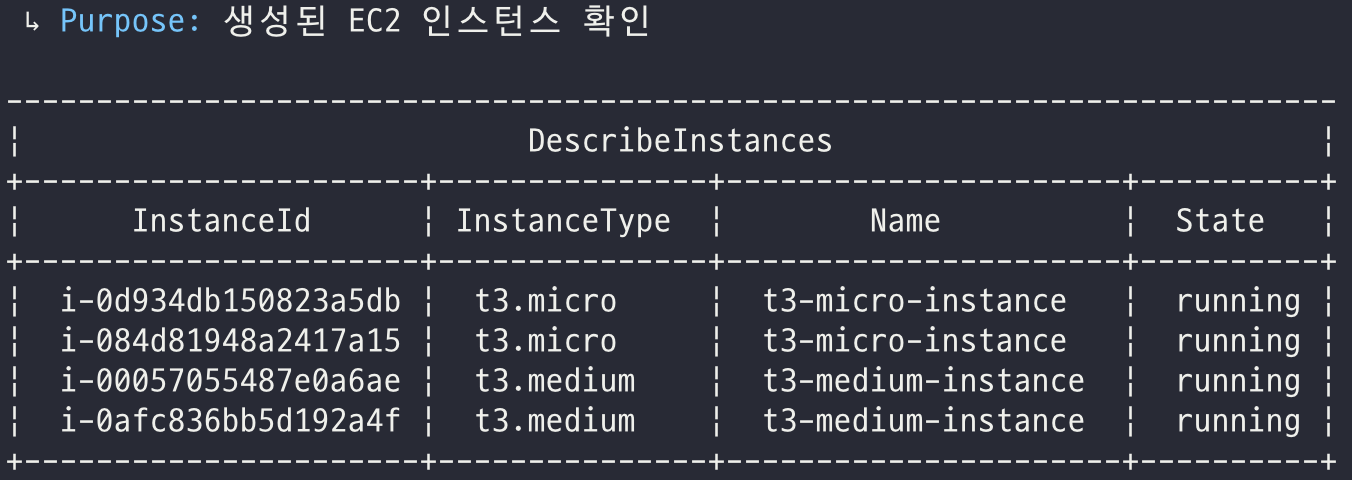 ↳ Purpose: 생성된 EC2 인스턴스 확인
DescribeInstances
InstanceId | InstanceType | Name | State
i-0d934db150823a5db | t3.micro | t3-micro-instance | running
i-084d81948a2417a15 | t3.micro | t3-micro-instance | running
i-00057055487e0a6ae | t3.medium | t3-medium-instance | running
i-0afc836bb5d192a4f | t3.medium | t3-medium-instance | running